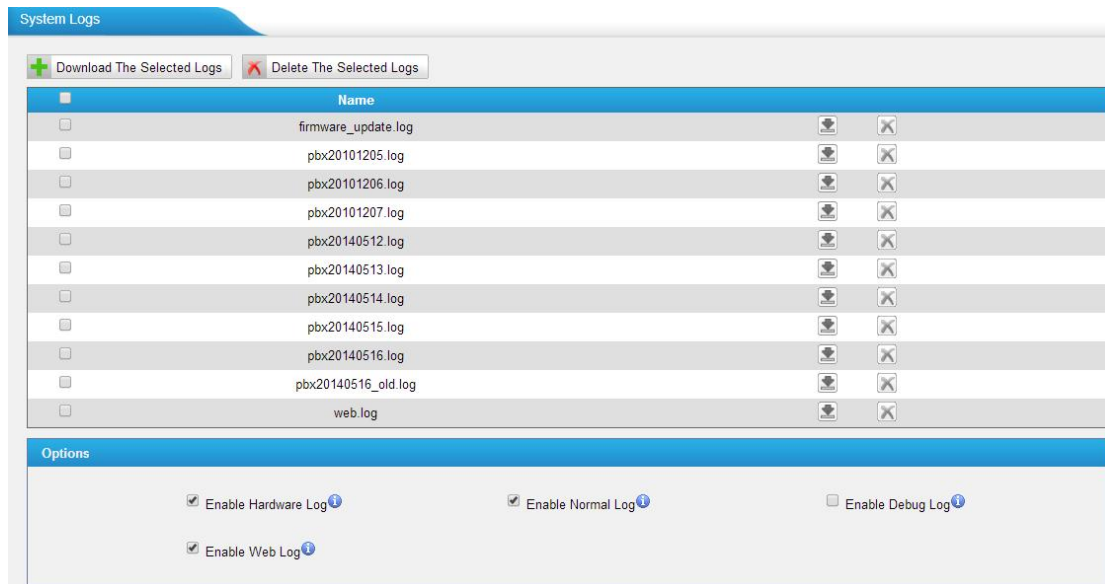 System Logs
Download The Selected Logs Delete The Selected Logs
Name
firmware_update.log
pbx20101205.log
pbx20101206.log
pbx20101207.log
pbx20140512.log
pbx20140513.log
pbx20140514.log
pbx20140515.log
pbx20140516.log
pbx20140516_old.log
web.log
Options
Enable Hardware Log Enable Normal Log Enable Debug Log
Enable Web Log